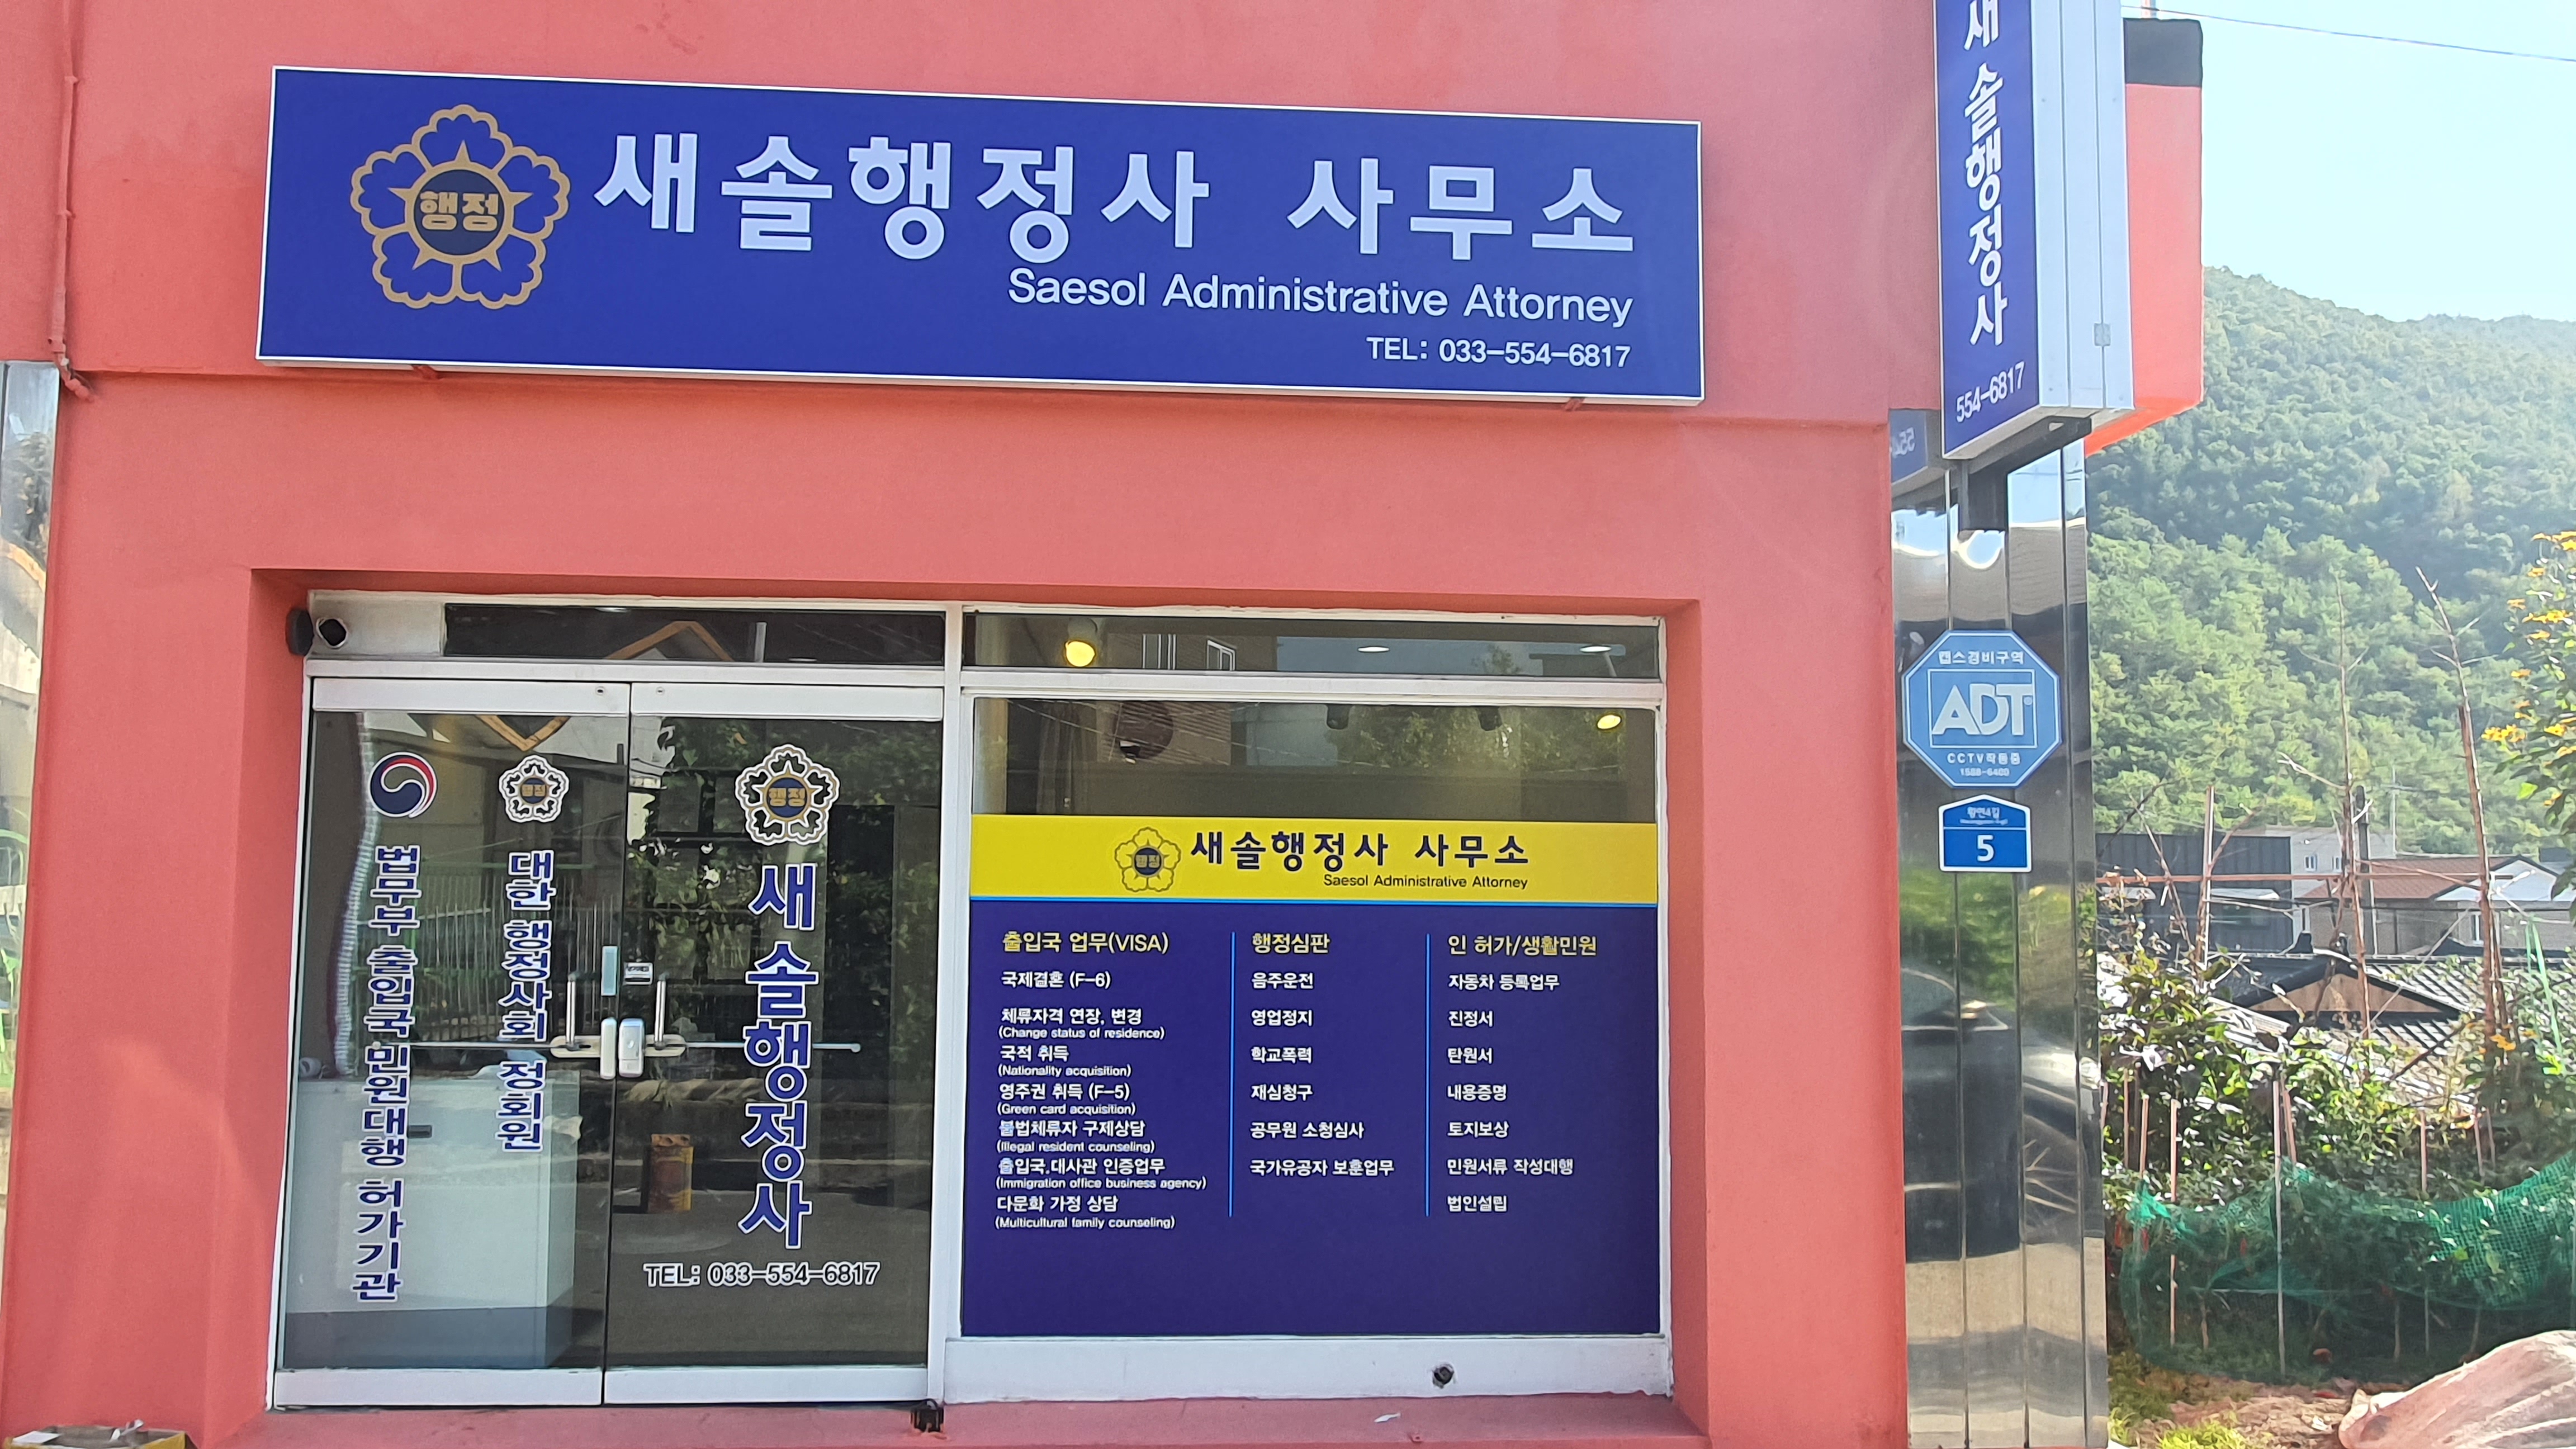 행정
새솔행정사 사무소
Saesol Administrative Attorney
TEL: 033-554-6817
새솔행정사
554-6817
법무부 출입국민원대행 허가기관
행정
대한 행정사회 정회원
행정
새솔행정사
TEL: 033-554-6817
행정
새솔행정사 사무소
Saesol Administrative Attorney
출입국 업무(VISA)
국제결혼 (F-6)
체류자격 연장, 변경
(Change status of residence)
국적 취득
(Nationality acquisition)
영주권 취득 (F-5)
(Green card acquisition)
불법체류자 구제상담
(Illegal resident counseling)
출입국,대사관 인증업무
(Immigration office business agency)
다문화 가정 상담
(Multicultural family counseling)
행정심판
음주운전
영업정지
학교폭력
재심청구
공무원 소청심사
국가유공자 보훈업무
인 허가/생활민원
자동차 등록업무
진정서
탄원서
내용증명
토지보상
민원서류 작성대행
법인설립
캡스경비구역
ADT
CCTV작동중
1588-6400
5